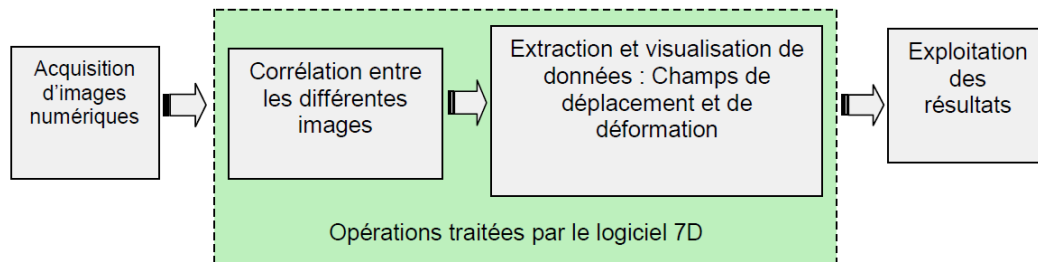 Acquisition
d'images
numériques
Corrélation entre
les différentes
images
Extraction et visualisation de
données : Champs de
déplacement et de
déformation
Exploitation
des
résultats
Opérations traitées par le logiciel 7D